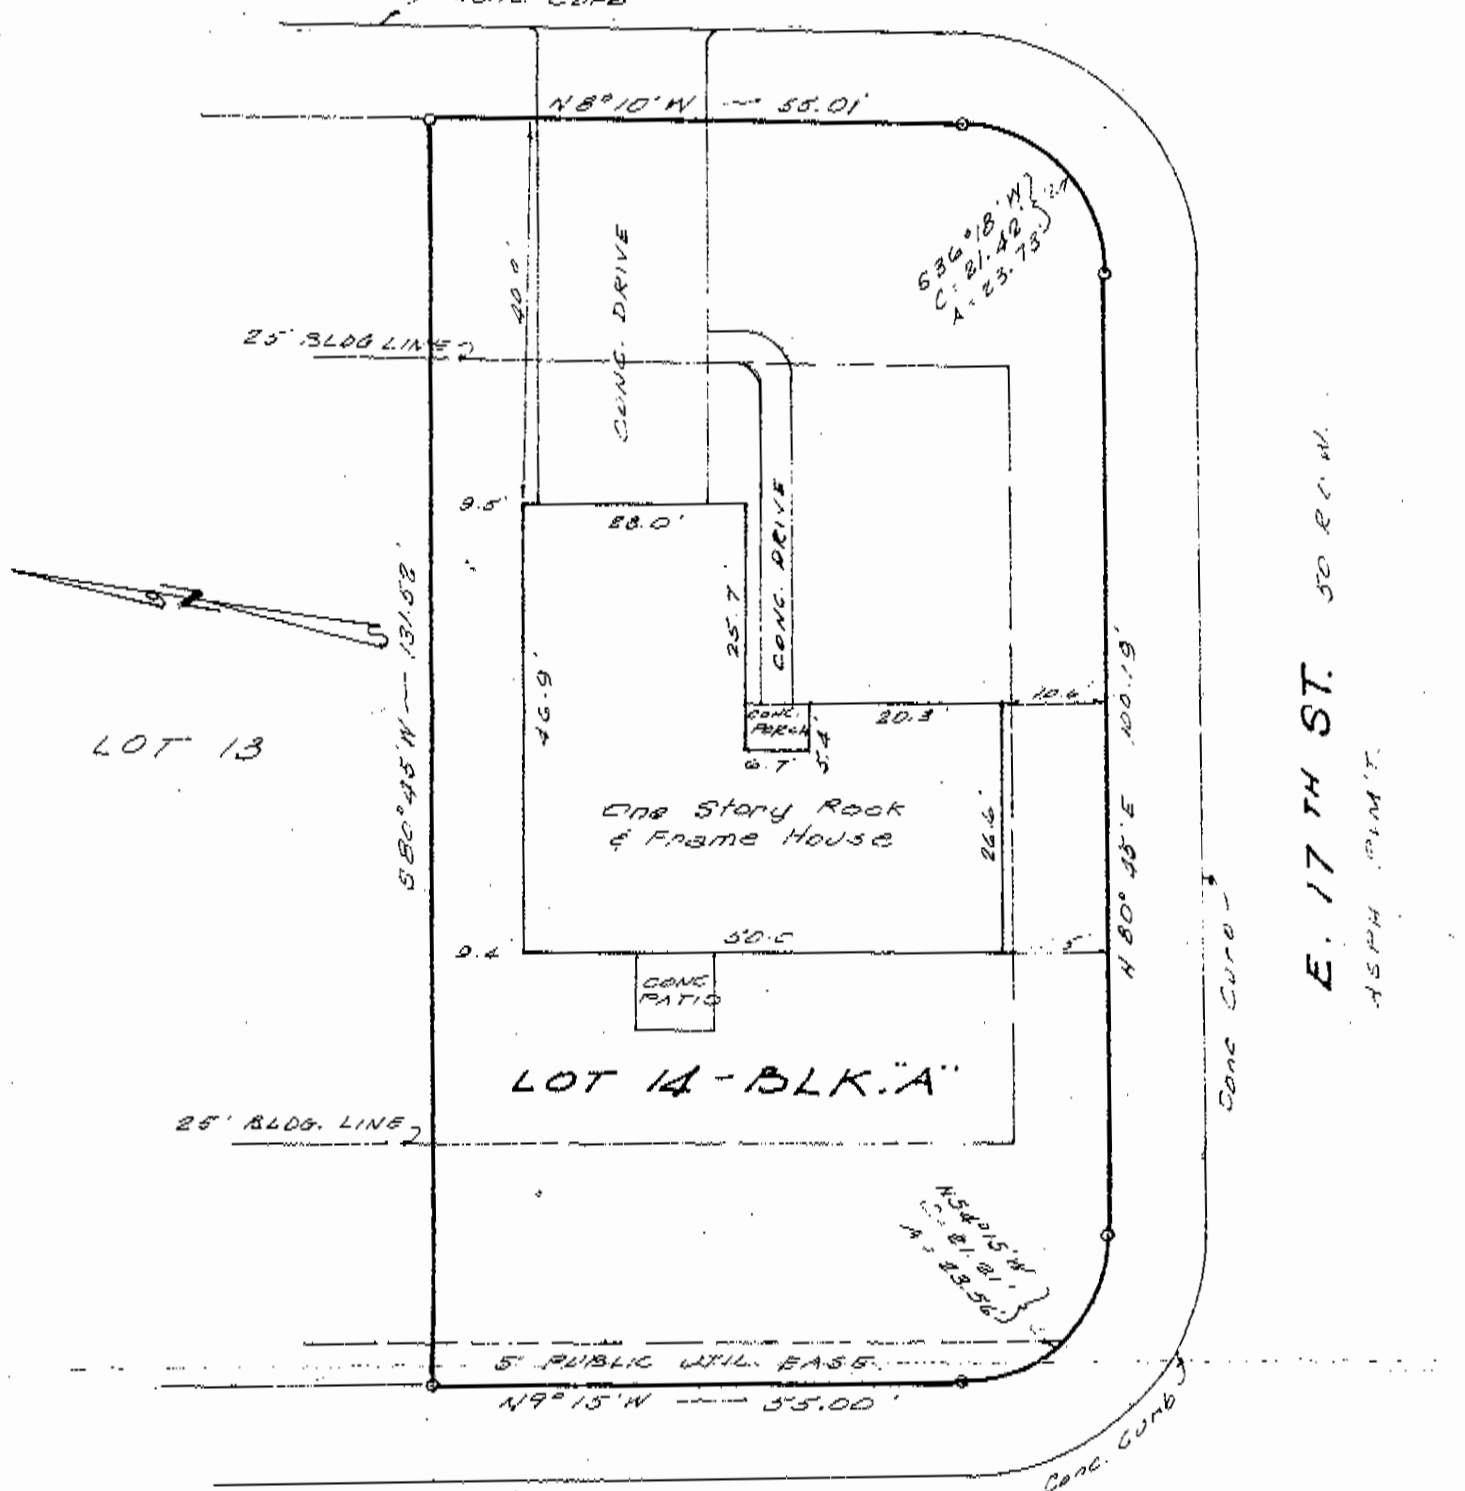 N8°10'W — 55.01'
S36°18'W
C= 21.42'
A= 23.73'
40.0'
CONC. DRIVE
25' BLDG LINE
9.5'
28.0'
CONC. DRIVE
25.7'
S80°45'W — 131.52'
46.9'
LOT 13
CONC.
PORCH
6.7'
5.4'
20.3'
10.6'
One Story Rock
& Frame House
26.6'
N 80° 45' E 100.19'
E. 17TH ST. 50 R.O.W.
ASPH PVM'T.
9.4'
50.0
CONC
PATIO
LOT 14 - BLK. "A"
Conc Curb
25' BLDG. LINE
N54°15'W
C= 21.21'
A= 23.56'
5' PUBLIC UTIL. EASE.
N9°15'W — 55.00'
Conc. Curb